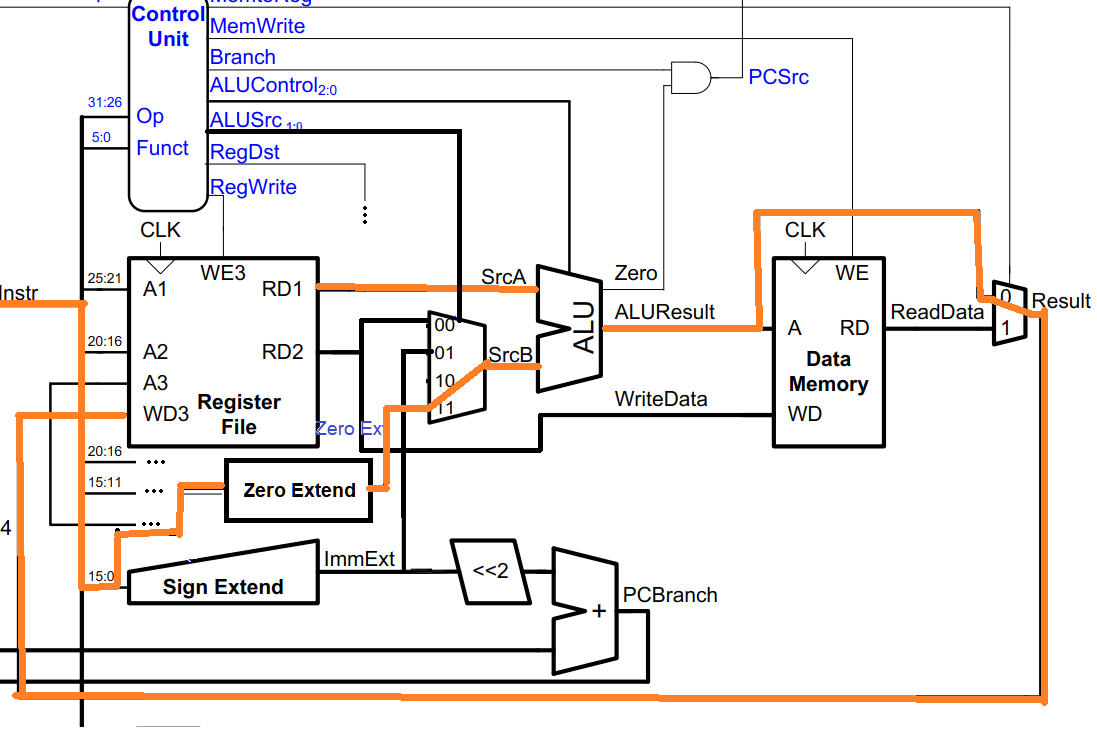 MemtoReg
Control
Unit
MemWrite
Branch
PCSrc
ALUControl2:0
31:26
Op
ALUSrc 1:0
5:0
Funct
RegDst
RegWrite
CLK
CLK
25:21
A1
WE3
RD1
SrcA
Zero
WE
Instr
0
Result
00
ALU
ALUResult
A
RD
ReadData
1
20:16
A2
RD2
01
SrcB
Data
Memory
A3
10
WD3
Register
File
11
WriteData
WD
Zero Ext
20:16
...
15:11
...
Zero Extend
4
...
15:0
Sign Extend
ImmExt
<<2
+
PCBranch